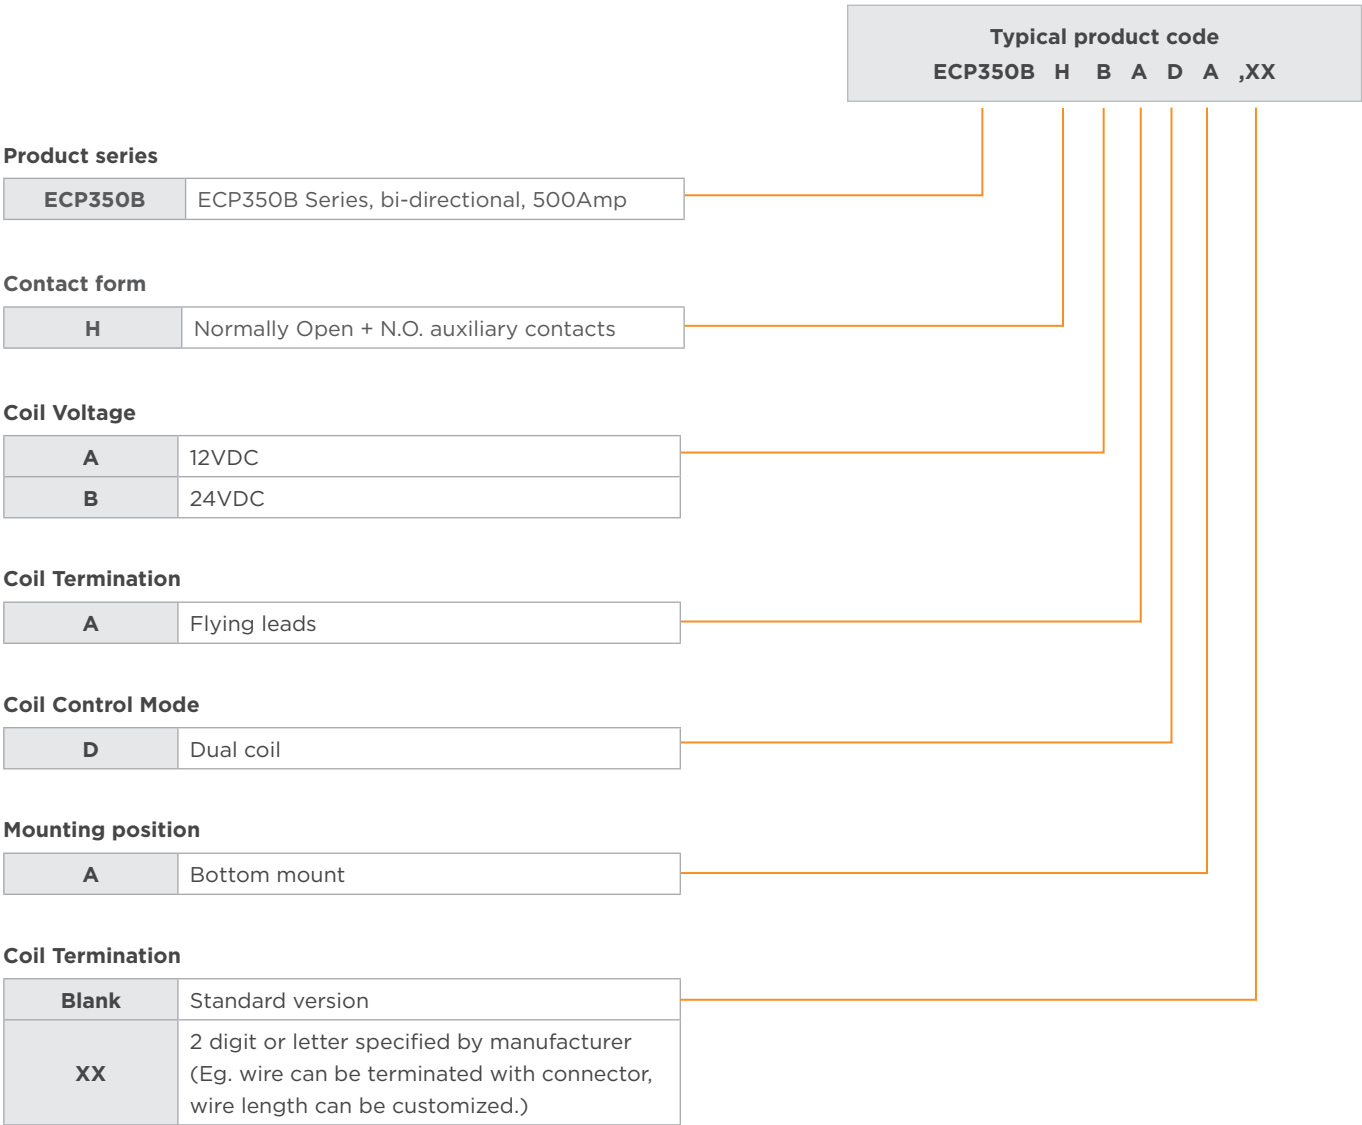 Typical product code
ECP350B H B A D A ,XX
Product series
ECP350B ECP350B Series, bi-directional, 500Amp
Contact form
H Normally Open + N.O. auxiliary contacts
Coil Voltage
A 12VDC
B 24VDC
Coil Termination
A Flying leads
Coil Control Mode
D Dual coil
Mounting position
A Bottom mount
Coil Termination
Blank Standard version
XX 2 digit or letter specified by manufacturer
(Eg. wire can be terminated with connector,
wire length can be customized.)